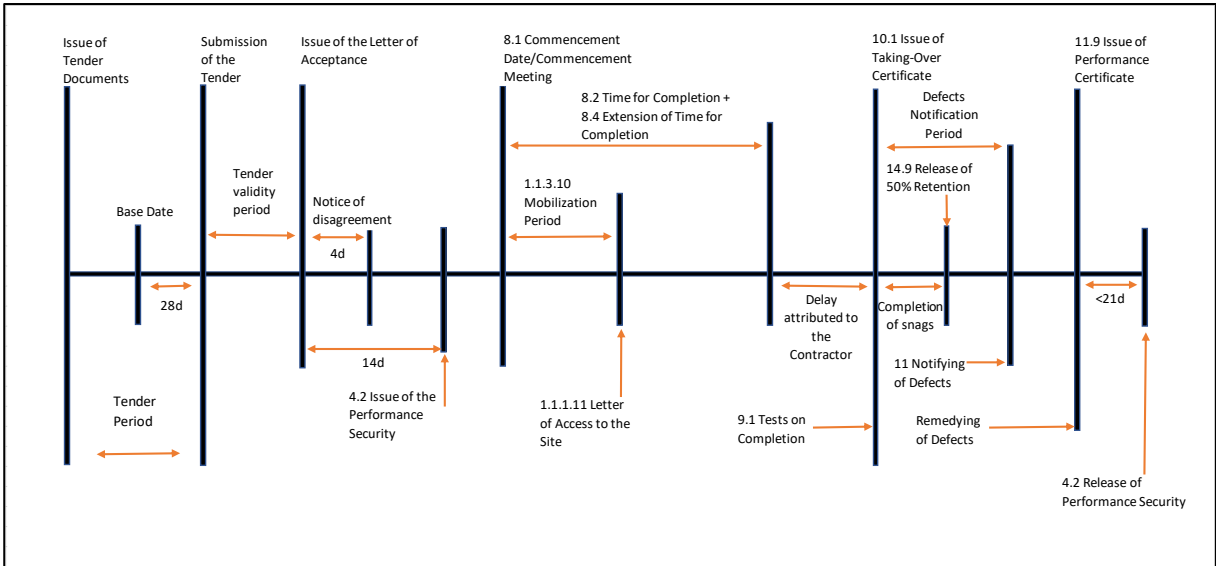 Issue of
Tender
Documents
Submission
of the
Tender
Issue of the Letter of
Acceptance
8.1 Commencement
Date/Commencement
Meeting
10.1 Issue of
Taking-Over
Certificate
11.9 Issue of
Performance
Certificate
8.2 Time for Completion +
8.4 Extension of Time for
Completion
Defects
Notification
Period
Tender
validity
period
Notice of
disagreement
4d
1.1.3.10
Mobilization
Period
14.9 Release of
50% Retention
Base Date
28d
14d
4.2 Issue of the
Performance
Security
Delay
attributed to
the
Contractor
Completion
of snags
<21d
11 Notifying
of Defects
Tender
Period
1.1.1.11 Letter
of Access to the
Site
9.1 Tests on
Completion
Remedying
of Defects
4.2 Release of
Performance Security